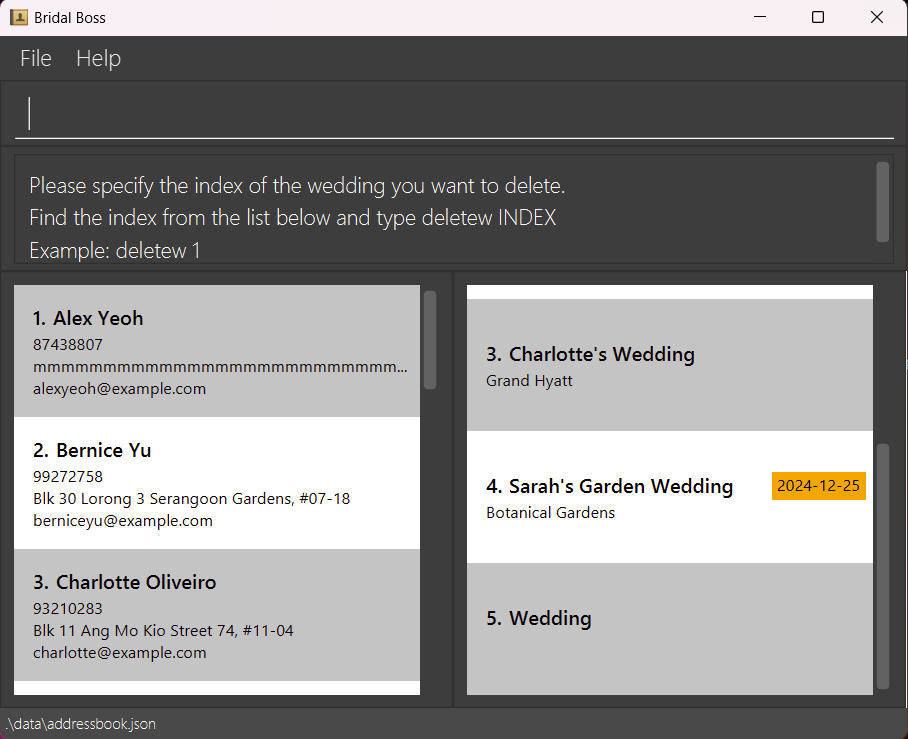 Bridal Boss
File Help
Please specify the index of the wedding you want to delete.
Find the index from the list below and type deletew INDEX
Example: deletew 1
1. Alex Yeoh
87438807
mmmmmmmmmmmmmmmmmmmmmmmmmm...
alexyeoh@example.com
2. Bernice Yu
99272758
Blk 30 Lorong 3 Serangoon Gardens, #07-18
berniceyu@example.com
3. Charlotte Oliveiro
93210283
Blk 11 Ang Mo Kio Street 74, #11-04
charlotte@example.com
3. Charlotte's Wedding
Grand Hyatt
4. Sarah's Garden Wedding 2024-12-25
Botanical Gardens
5. Wedding
.\data\addressbook.json